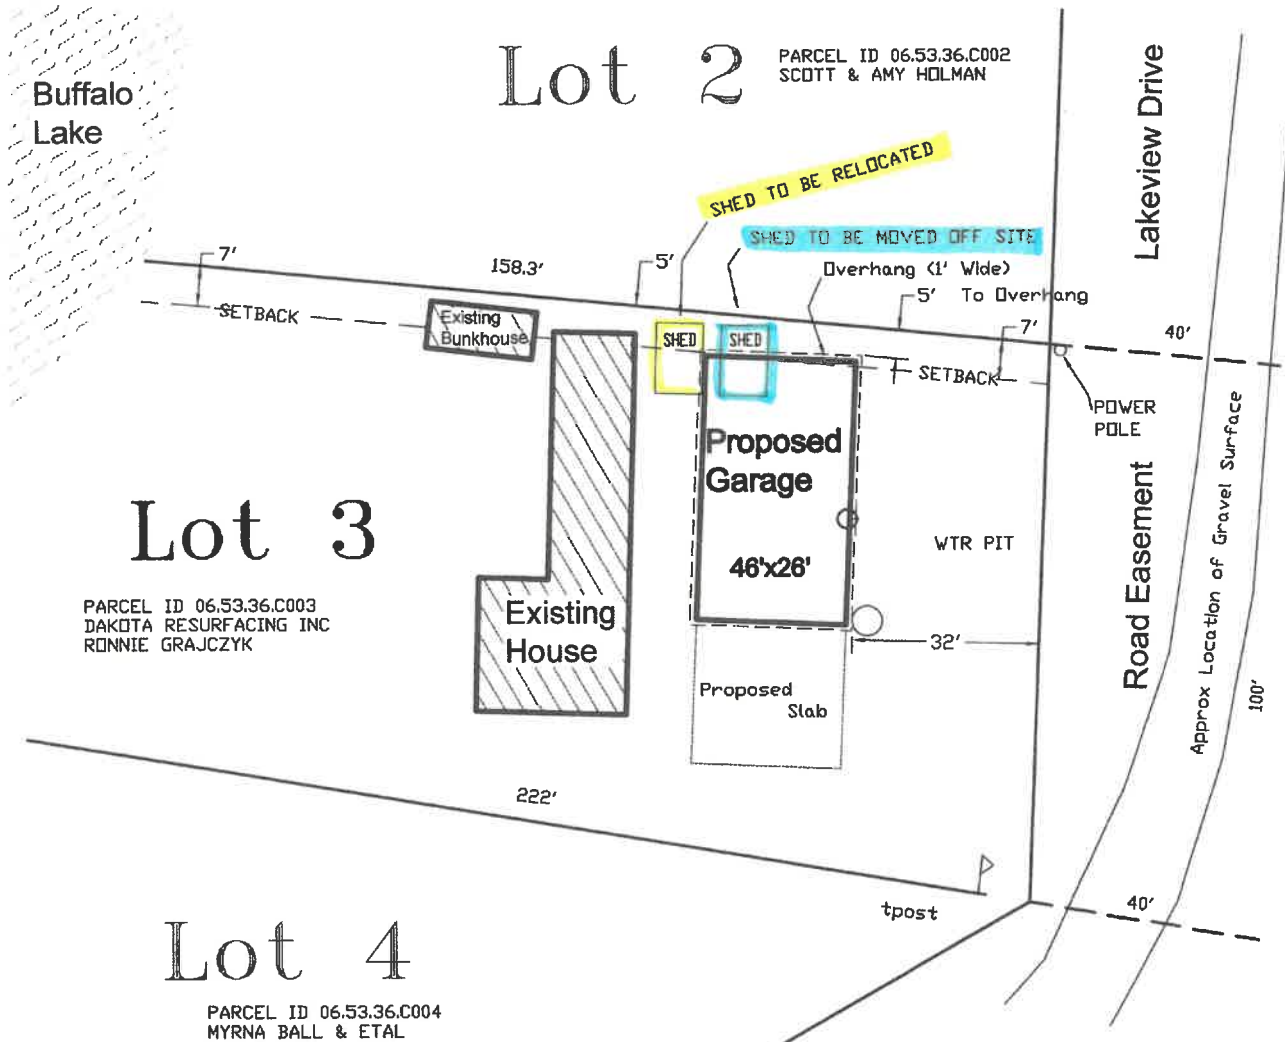 Lot 2
PARCEL ID 06.53.36.C002
SCOTT & AMY HOLMAN
Buffalo
Lake
Lakeview Drive
SHED TO BE RELOCATED
SHED TO BE MOVED OFF SITE
Overhang (1' Wide)
5' To Overhang
7'
158.3'
5'
7'
40'
SETBACK
Existing
Bunkhouse
SHED
SHED
SETBACK
POWER
POLE
Proposed
Garage
46'x26'
WTR PIT
Lot 3
PARCEL ID 06.53.36.C003
DAKOTA RESURFACING INC
RONNIE GRAJCZYK
Existing
House
32'
Road Easement
Approx Location of Gravel Surface
100'
Proposed
Slab
222'
tpost
40'
Lot 4
PARCEL ID 06.53.36.C004
MYRNA BALL & ETAL